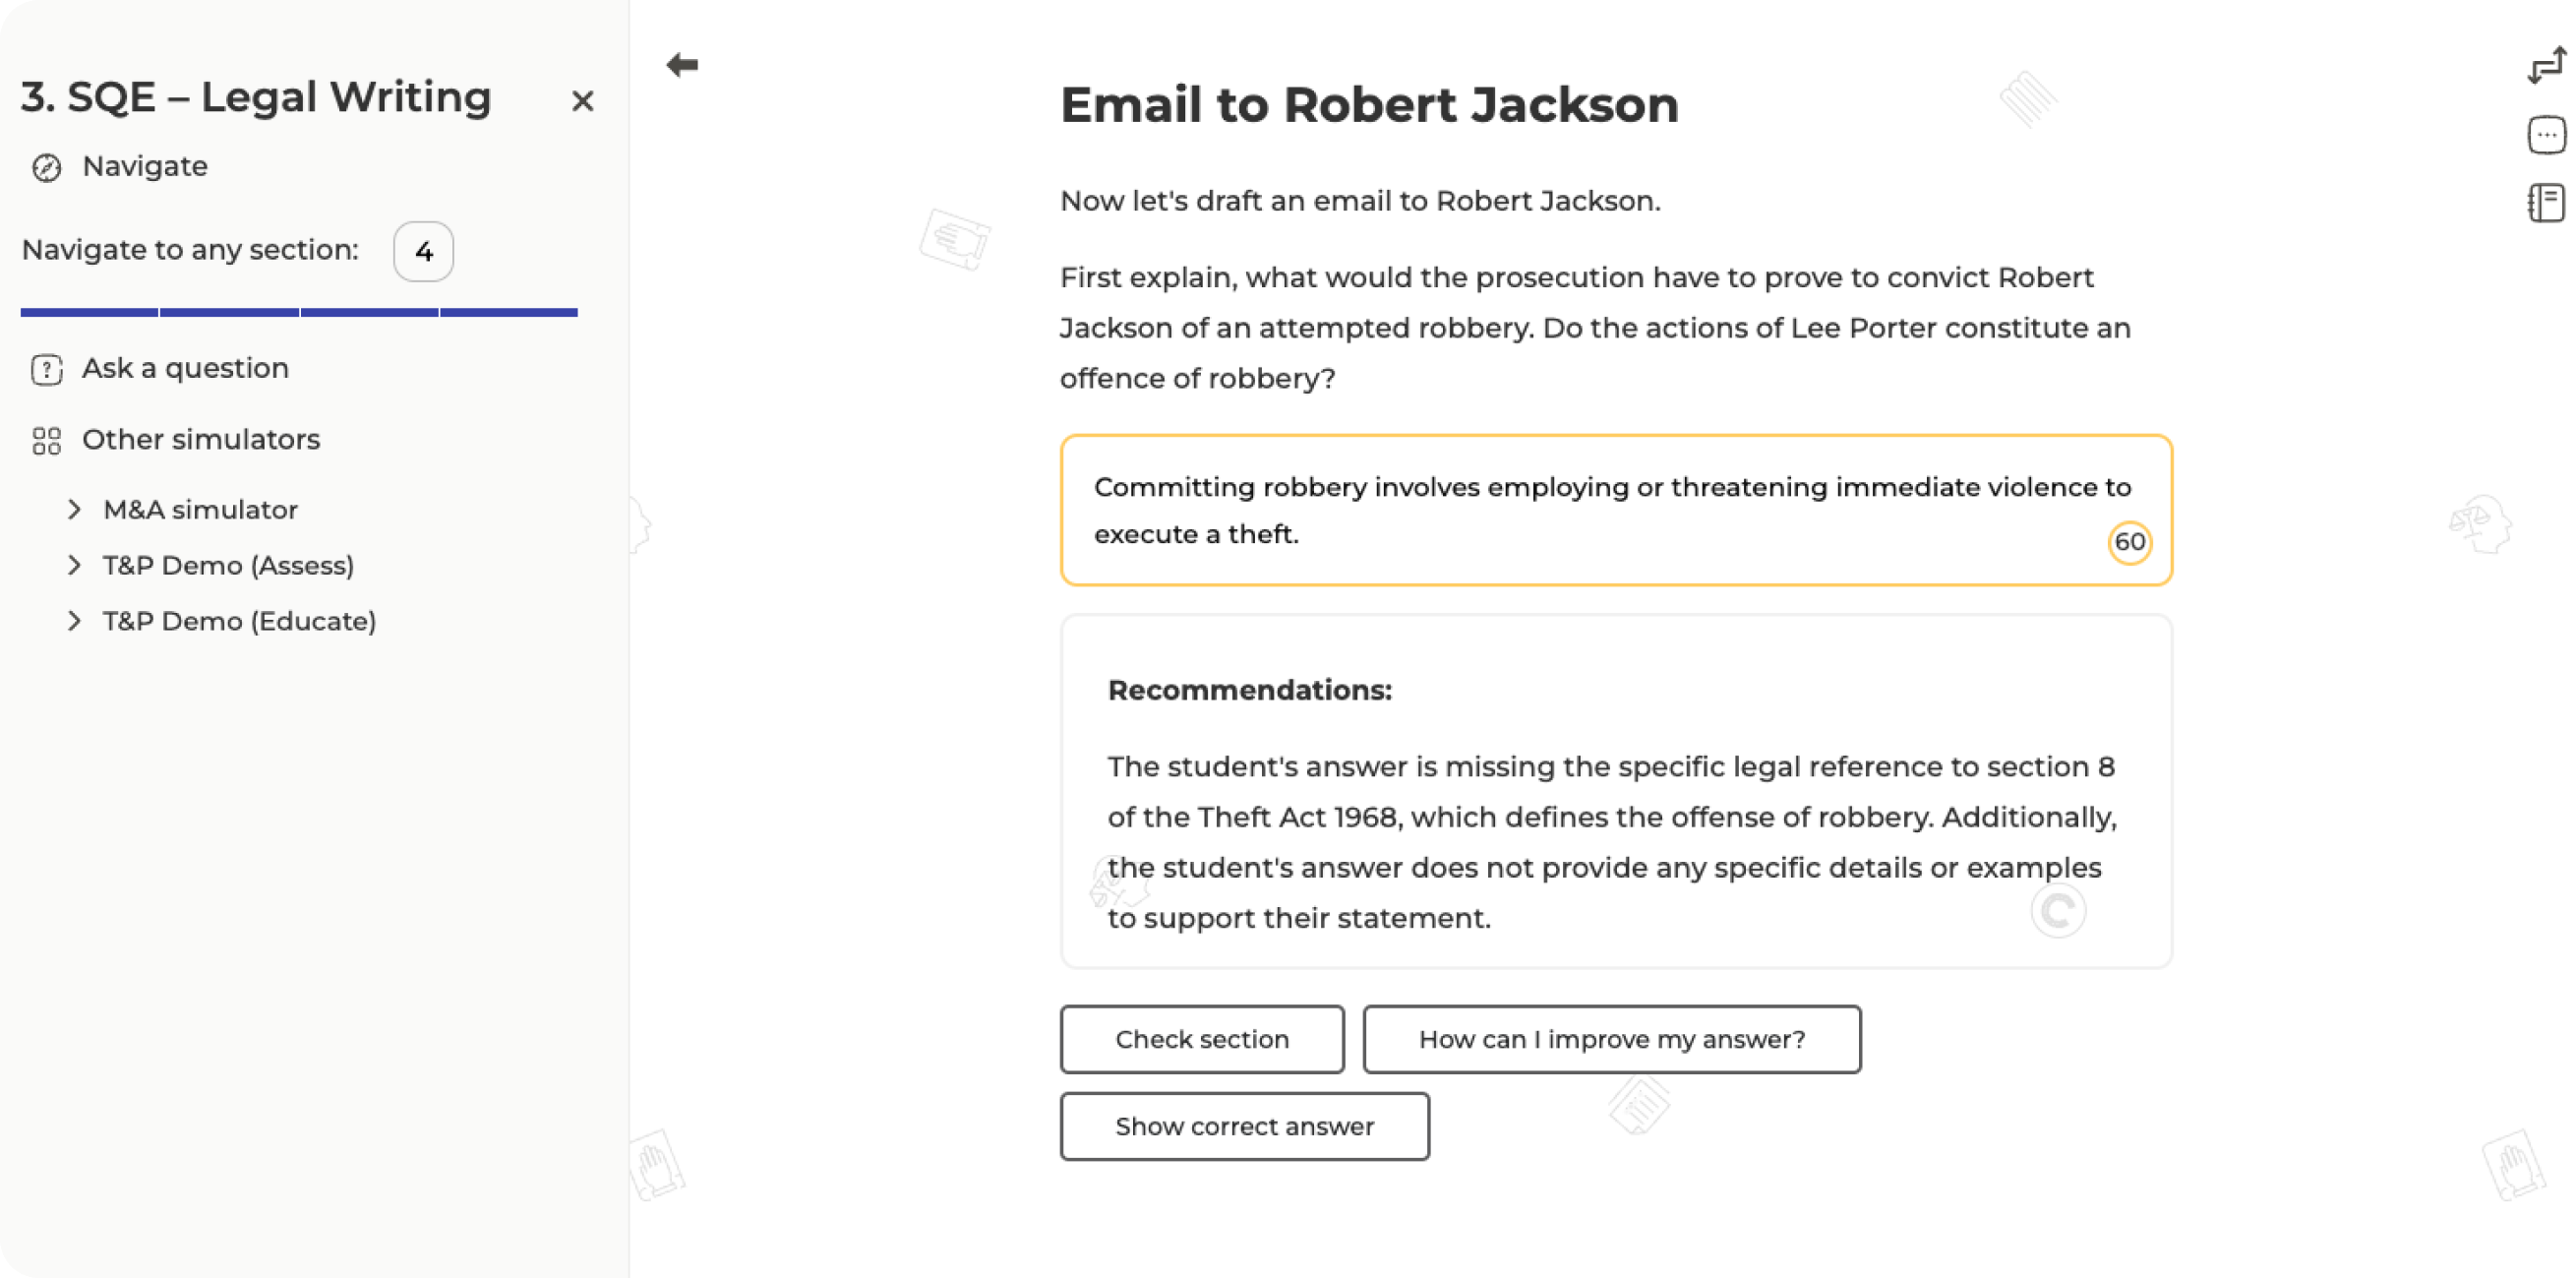 3. SQE – Legal Writing
Navigate
Navigate to any section: 4
Ask a question
Other simulators
M&A simulator
T&P Demo (Assess)
T&P Demo (Educate)
Email to Robert Jackson
Now let's draft an email to Robert Jackson.
First explain, what would the prosecution have to prove to convict Robert
Jackson of an attempted robbery. Do the actions of Lee Porter constitute an
offence of robbery?
Committing robbery involves employing or threatening immediate violence to
execute a theft.
60
Recommendations:
The student's answer is missing the specific legal reference to section 8
of the Theft Act 1968, which defines the offense of robbery. Additionally,
the student's answer does not provide any specific details or examples
to support their statement.
Check section
How can I improve my answer?
Show correct answer